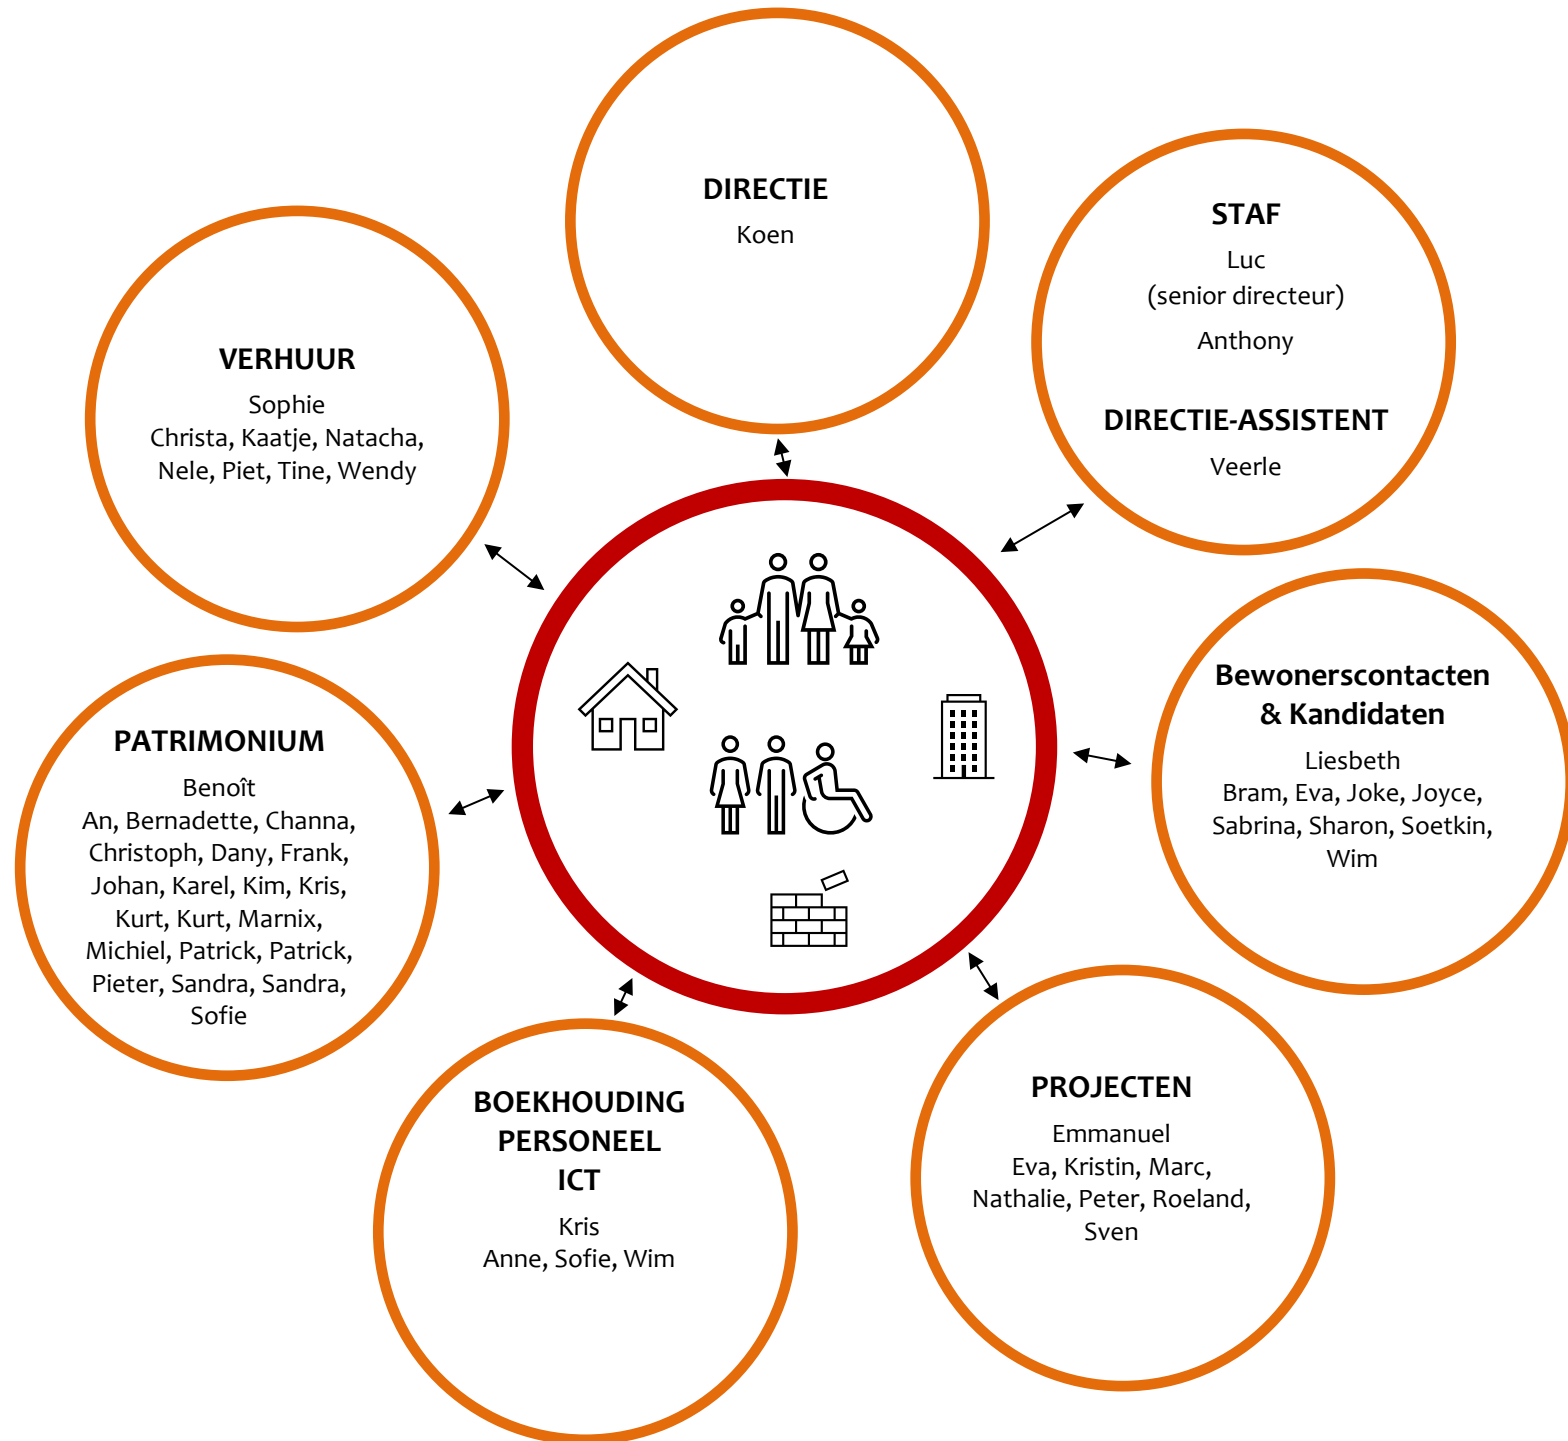 DIRECTIE
Koen
STAF
Luc
(senior directeur)
Anthony
DIRECTIE-ASSISTENT
Veerle
VERHUUR
Sophie
Christa, Kaatje, Natacha,
Nele, Piet, Tine, Wendy
Bewonerscontacten
& Kandidaten
Liesbeth
Bram, Eva, Joke, Joyce,
Sabrina, Sharon, Soetkin,
Wim
PATRIMONIUM
Benoît
An, Bernadette, Channa,
Christoph, Dany, Frank,
Johan, Karel, Kim, Kris,
Kurt, Kurt, Marnix,
Michiel, Patrick, Patrick,
Pieter, Sandra, Sandra,
Sofie
PROJECTEN
Emmanuel
Eva, Kristin, Marc,
Nathalie, Peter, Roeland,
Sven
BOEKHOUDING
PERSONEEL
ICT
Kris
Anne, Sofie, Wim